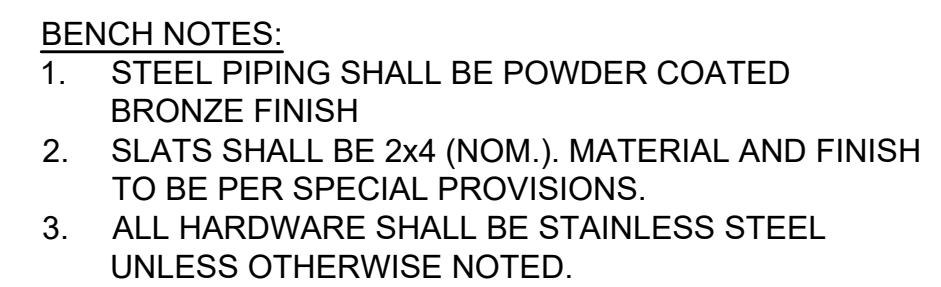 BENCH NOTES:
1. STEEL PIPING SHALL BE POWDER COATED
BRONZE FINISH
2. SLATS SHALL BE 2x4 (NOM.). MATERIAL AND FINISH
TO BE PER SPECIAL PROVISIONS.
3. ALL HARDWARE SHALL BE STAINLESS STEEL
UNLESS OTHERWISE NOTED.